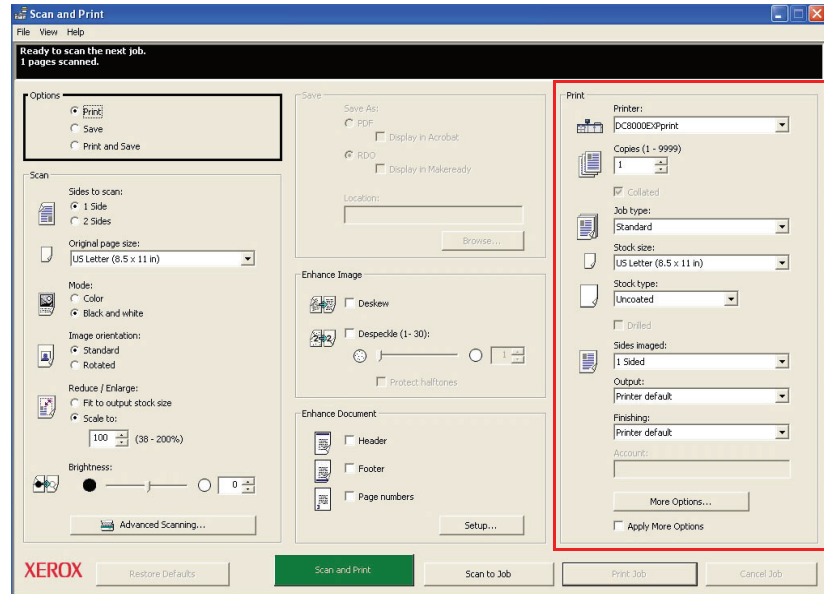 Scan and Print
File View Help
Ready to scan the next job.
1 pages scanned.
Options
Print
Save
Print and Save
Scan
Sides to scan:
1 Side
2 Sides
Original page size:
US Letter (8.5 x 11 in)
Mode:
Color
Black and white
Image orientation:
Standard
Rotated
Reduce / Enlarge:
Fit to output stock size
Scale to:
100 (38 - 200%)
Brightness:
0
Advanced Scanning...
Save
Save As:
PDF
Display in Acrobat
RDO
Display in Makeready
Location:
Browse...
Enhance Image
Deskew
Despeckle (1- 30):
1
Protect halftones
Enhance Document
Header
Footer
Page numbers
Setup...
Print
Printer:
DC8000EXPprint
Copies (1 - 9999)
1
Collated
Job type:
Standard
Stock size:
US Letter (8.5 x 11 in)
Stock type:
Uncoated
Drilled
Sides imaged:
1 Sided
Output:
Printer default
Finishing:
Printer default
Account:
More Options...
Apply More Options
XEROX Restore Defaults Scan and Print Scan to Job Print Job Cancel Job